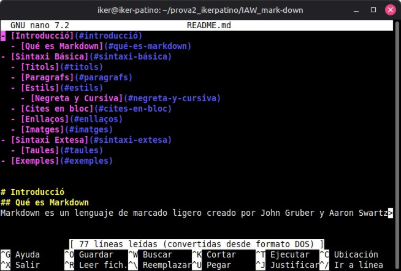 iker@iker-patino: ~/prova2_ikerpatino/IAW_mark-down
GNU nano 7.2 README.md
- [Introducció](#introducció)
- [Qué es Markdown](#qué-es-markdown)
- [Sintaxi Bàsica](#sintaxi-bàsica)
- [Titols](#titols)
- [Paragrafs](#paragrafs)
- [Estils](#estils)
- [Negreta y Cursiva](#negreta-y-cursiva)
- [Cites en bloc](#cites-en-bloc)
- [Enllaços](#enllaços)
- [Imatges](#imatges)
- [Sintaxi Extesa](#sintaxi-extesa)
- [Taules](#taules)
- [Exemples](#exemples)
# Introducció
## Qué es Markdown
Markdown es un lenguaje de marcado ligero creado por John Gruber y Aaron Swartz>
[ 77 líneas leídas (convertidas desde formato DOS) ]
^G Ayuda ^O Guardar ^W Buscar ^K Cortar ^T Ejecutar ^C Ubicación
^X Salir ^R Leer fich. ^\ Reemplazar ^U Pegar ^J Justificar ^/ Ir a línea